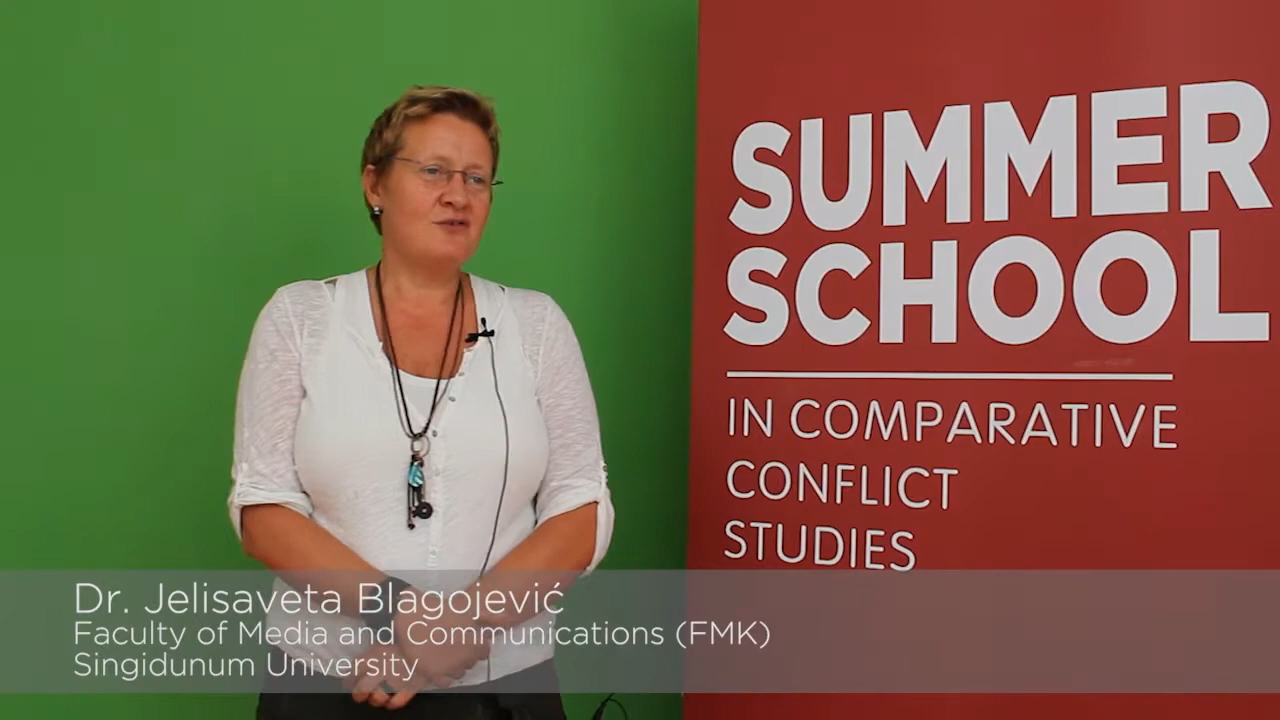 SUMMER
SCHOOL
IN COMPARATIVE
CONFLICT
STUDIES
Dr. Jelisaveta Blagojević
Faculty of Media and Communications (FMK)
Singidunum University